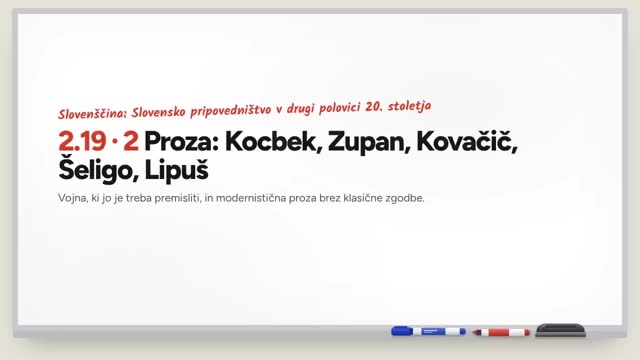 Slovenščina: Slovensko pripovedništvo v drugi polovici 20. stoletja
2.19 · 2 Proza: Kocbek, Zupan, Kovačič,
Šeligo, Lipuš
Vojna, ki jo je treba premisliti, in modernistična proza brez klasične zgodbe.